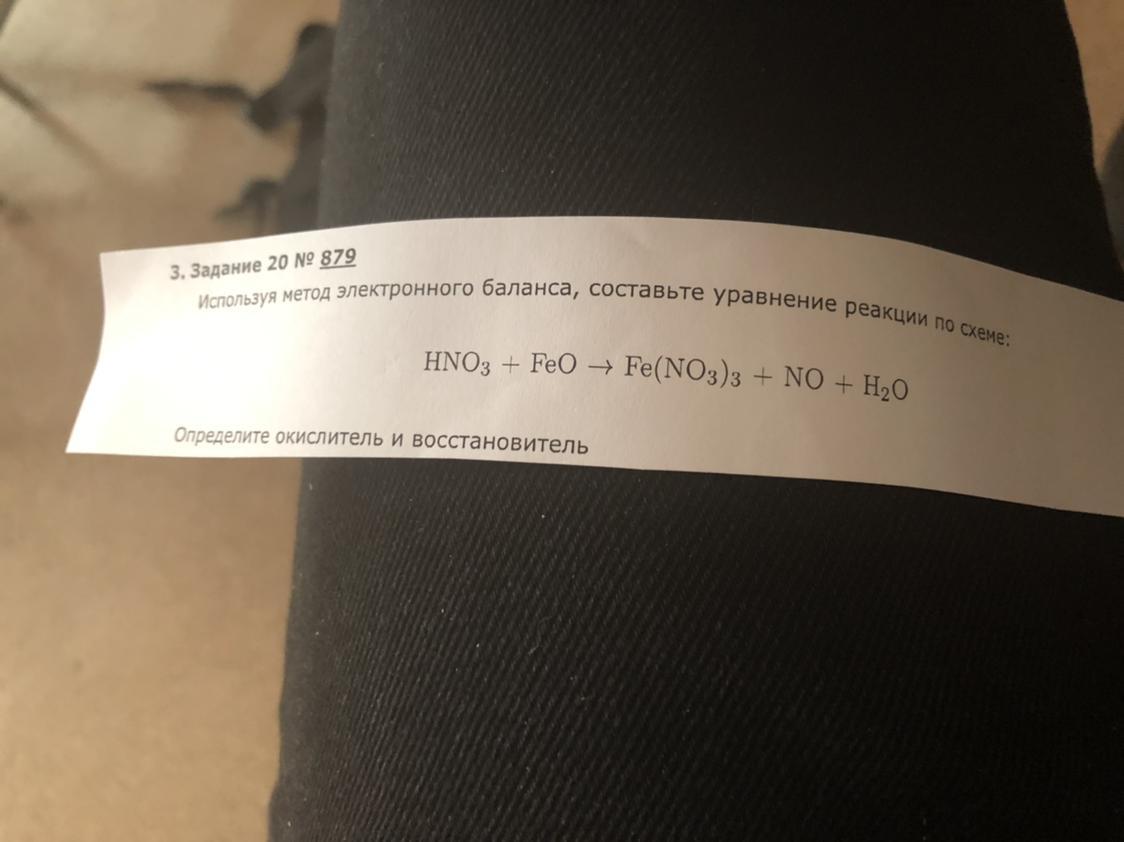 3. Задание 20 № 879
Используя метод электронного баланса, составьте уравнение реакции по схеме:
HNO₃ + FeO → Fe(NO₃)₃ + NO + H₂O
Определите окислитель и восстановитель